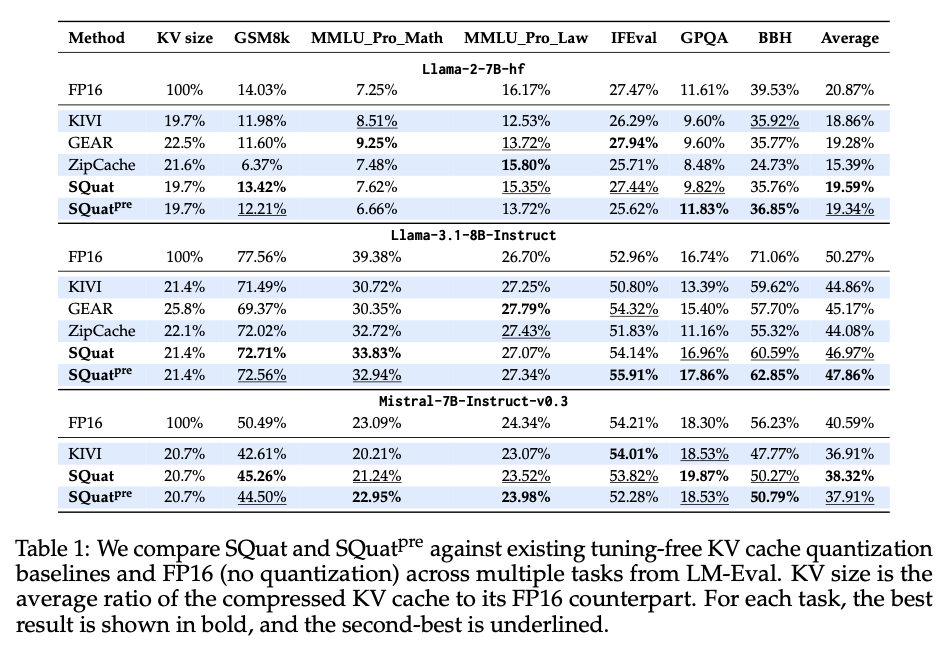 Method KV size GSM8k MMLU_Pro_Math MMLU_Pro_Law IFEval GPQA BBH Average
Llama-2-7B-hf
FP16 100% 14.03% 7.25% 16.17% 27.47% 11.61% 39.53% 20.87%
KIVI 19.7% 11.98% 8.51% 12.53% 26.29% 9.60% 35.92% 18.86%
GEAR 22.5% 11.60% 9.25% 13.72% 27.94% 9.60% 35.77% 19.28%
ZipCache 21.6% 6.37% 7.48% 15.80% 25.71% 8.48% 24.73% 15.39%
SQuat 19.7% 13.42% 7.62% 15.35% 27.44% 9.82% 35.76% 19.59%
SQuatpre 19.7% 12.21% 6.66% 13.72% 25.62% 11.83% 36.85% 19.34%
Llama-3.1-8B-Instruct
FP16 100% 77.56% 39.38% 26.70% 52.96% 16.74% 71.06% 50.27%
KIVI 21.4% 71.49% 30.72% 27.25% 50.80% 13.39% 59.62% 44.86%
GEAR 25.8% 69.37% 30.35% 27.79% 54.32% 15.40% 57.70% 45.17%
ZipCache 22.1% 72.02% 32.72% 27.43% 51.83% 11.16% 55.32% 44.08%
SQuat 21.4% 72.71% 33.83% 27.07% 54.14% 16.96% 60.59% 46.97%
SQuatpre 21.4% 72.56% 32.94% 27.34% 55.91% 17.86% 62.85% 47.86%
Mistral-7B-Instruct-v0.3
FP16 100% 50.49% 23.09% 24.34% 54.21% 18.30% 56.23% 40.59%
KIVI 20.7% 42.61% 20.21% 23.07% 54.01% 18.53% 47.77% 36.91%
SQuat 20.7% 45.26% 21.24% 23.52% 53.82% 19.87% 50.27% 38.32%
SQuatpre 20.7% 44.50% 22.95% 23.98% 52.28% 18.53% 50.79% 37.91%
Table 1: We compare SQuat and SQuatpre against existing tuning-free KV cache quantization
baselines and FP16 (no quantization) across multiple tasks from LM-Eval. KV size is the
average ratio of the compressed KV cache to its FP16 counterpart. For each task, the best
result is shown in bold, and the second-best is underlined.